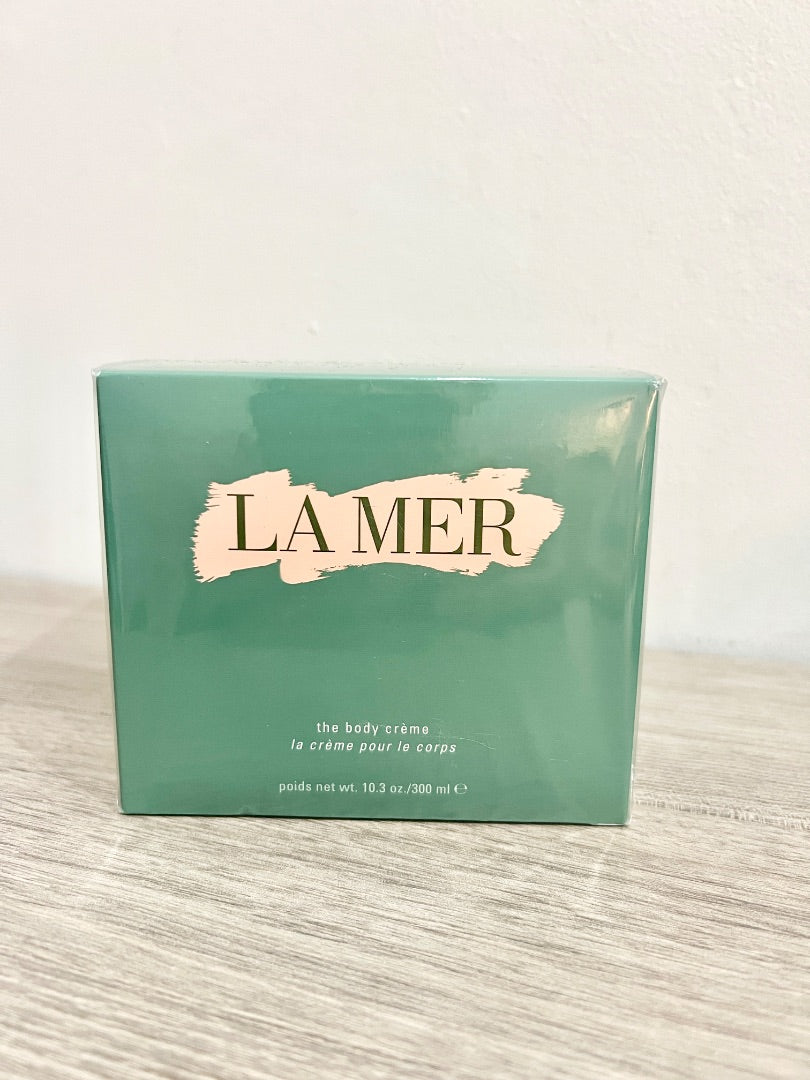 LA MER
the body crème
la crème pour le corps
poids net wt. 10.3 oz./300 ml ℮